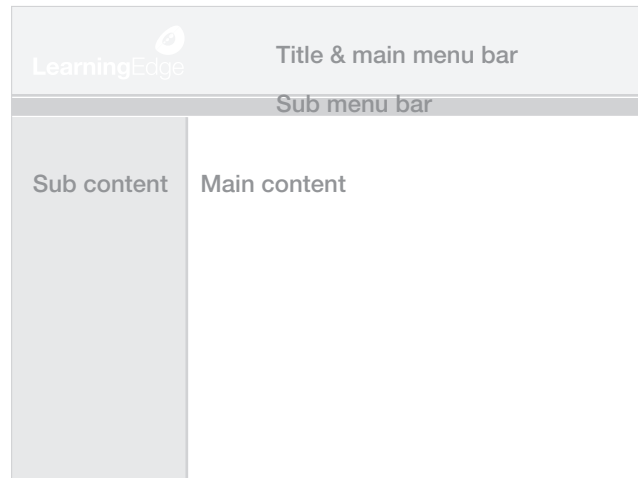 LearningEdge
Title & main menu bar
Sub menu bar
Sub content
Main content